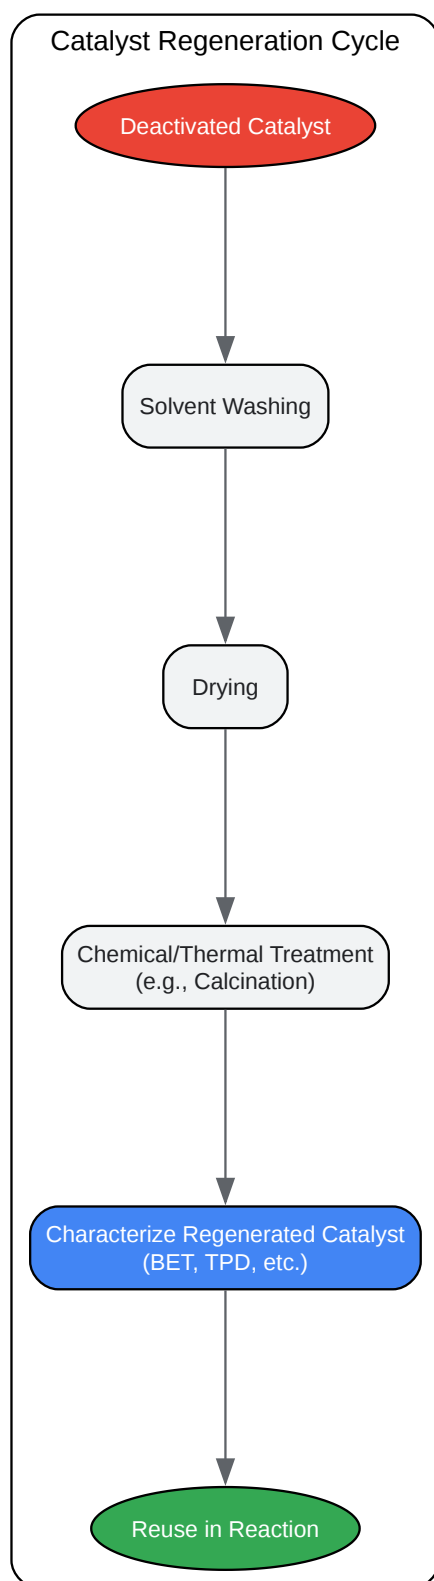 Catalyst Regeneration Cycle
Deactivated Catalyst
Solvent Washing
Drying
Chemical/Thermal Treatment
(e.g., Calcination)
Characterize Regenerated Catalyst
(BET, TPD, etc.)
Reuse in Reaction